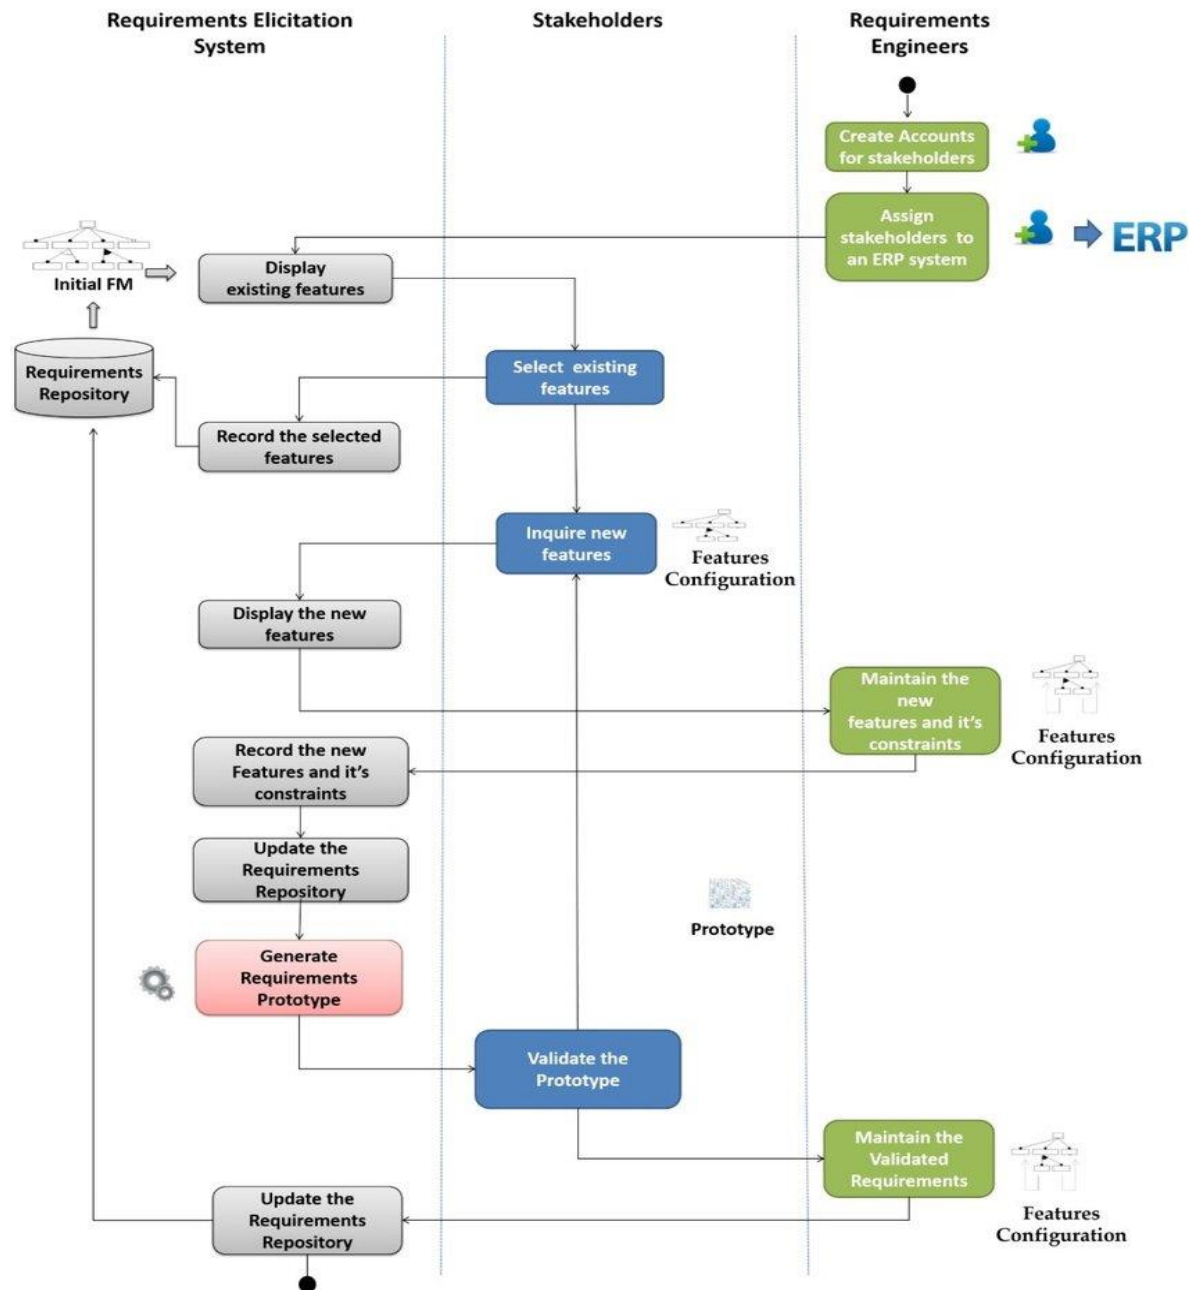 Requirements Elicitation
System
Stakeholders
Requirements
Engineers
Create Accounts
for stakeholders
Assign
stakeholders to
an ERP system
ERP
Initial FM
Display
existing features
Requirements
Repository
Select existing
features
Record the selected
features
Inquire new
features
Features
Configuration
Display the new
features
Maintain the
new
features and it's
constraints
Features
Configuration
Record the new
Features and it's
constraints
Update the
Requirements
Repository
Prototype
Generate
Requirements
Prototype
Validate the
Prototype
Maintain the
Validated
Requirements
Features
Configuration
Update the
Requirements
Repository